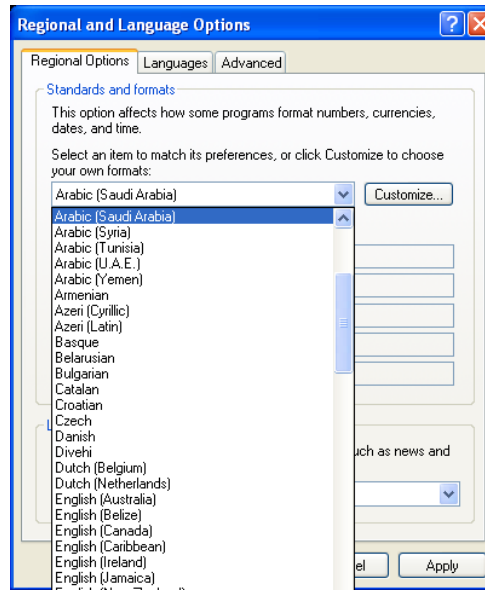 Regional and Language Options
Regional Options Languages Advanced
Standards and formats
This option affects how some programs format numbers, currencies,
dates, and time.
Select an item to match its preferences, or click Customize to choose
your own formats:
Arabic (Saudi Arabia) Customize...
Arabic (Saudi Arabia)
Arabic (Syria)
Arabic (Tunisia)
Arabic (U.A.E.)
Arabic (Yemen)
Armenian
Azeri (Cyrillic)
Azeri (Latin)
Basque
Belarusian
Bulgarian
Catalan
Croatian
Czech
Danish
Divehi
Dutch (Belgium)
uch as news and
Dutch (Netherlands)
English (Australia)
English (Belize)
English (Canada)
English (Caribbean)
English (Ireland)
el Apply
English (Jamaica)